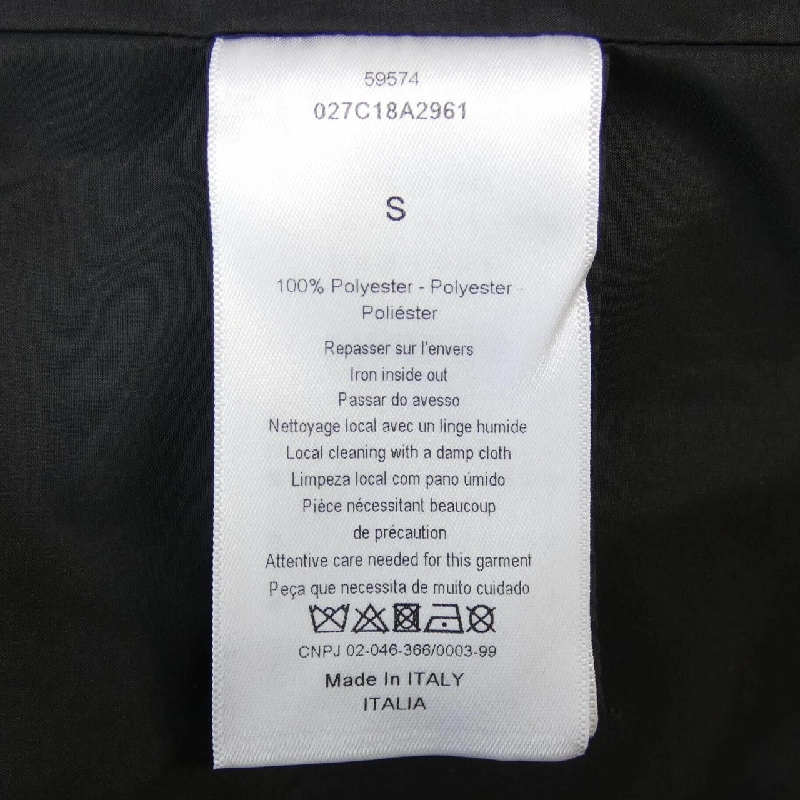 59574
027C18A2961
S
100% Polyester - Polyester -
Poliéster
Repasser sur l'envers
Iron inside out
Passar do avesso
Nettoyage local avec un linge humide
Local cleaning with a damp cloth
Limpeza local com pano úmido
Pièce nécessitant beaucoup
de précaution
Attentive care needed for this garment
Peça que necessita de muito cuidado
CNPJ 02-046-366/0003-99
Made In ITALY
ITALIA